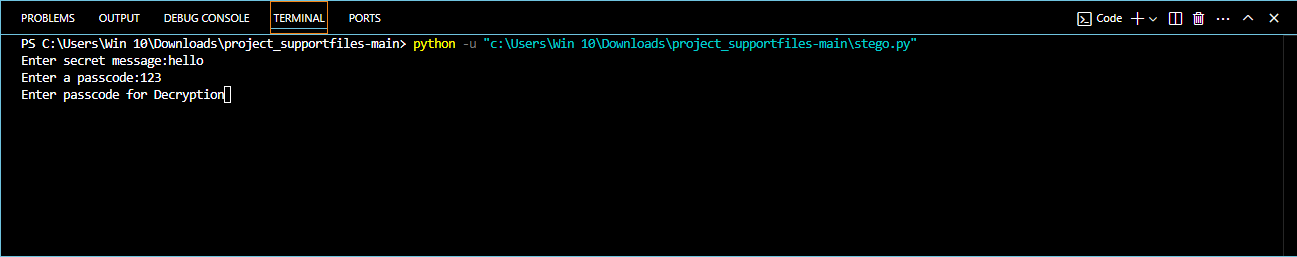 PROBLEMS OUTPUT DEBUG CONSOLE TERMINAL PORTS Code
PS C:\Users\Win 10\Downloads\project_supportfiles-main> python -u "c:\Users\Win 10\Downloads\project_supportfiles-main\stego.py"
Enter secret message:hello
Enter a passcode:123
Enter passcode for Decryption